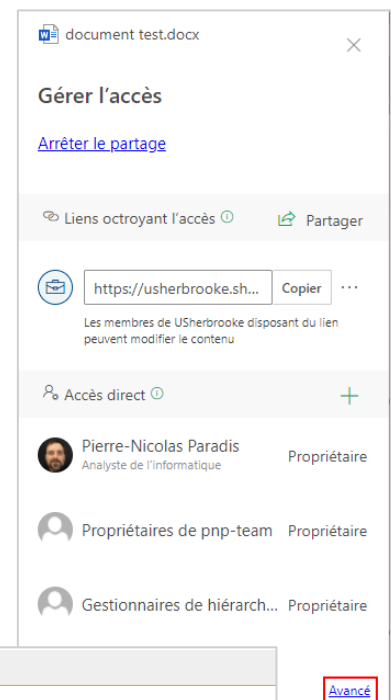 document test.docx
Gérer l'accès
Arrêter le partage
Liens octroyant l'accès
Partager
https://usherbrooke.sh...
Copier
...
Les membres de USherbrooke disposant du lien
peuvent modifier le contenu
Accès direct
Pierre-Nicolas Paradis
Analyste de l'informatique
Propriétaire
Propriétaires de pnp-team
Propriétaire
Gestionnaires de hiérarch...
Propriétaire
Avancé